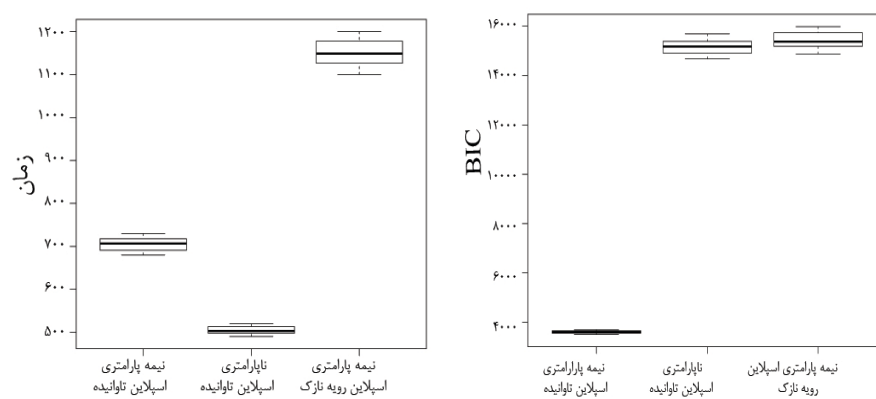 زمان
۱۲۰۰
۱۱۰۰
۱۰۰۰
۹۰۰
۸۰۰
۷۰۰
۶۰۰
۵۰۰
نیمه پارامتری
اسپلاین تاوانیده
ناپارامتری
اسپلاین تاوانیده
نیمه پارامتری
اسپلاین رویه نازک
BIC
۱۶۰۰۰
۱۴۰۰۰
۱۲۰۰۰
۱۰۰۰۰
۸۰۰۰
۶۰۰۰
۴۰۰۰
نیمه پارارامتری
اسپلاین تاوانیده
ناپارامتری
اسپلاین تاوانیده
نیمه پارامتری اسپلاین
رویه نازک